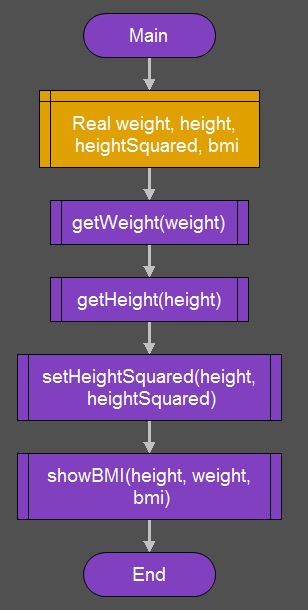 Main
Real weight, height,
heightSquared, bmi
getWeight(weight)
getHeight(height)
setHeightSquared(height,
heightSquared)
showBMI(height, weight,
bmi)
End